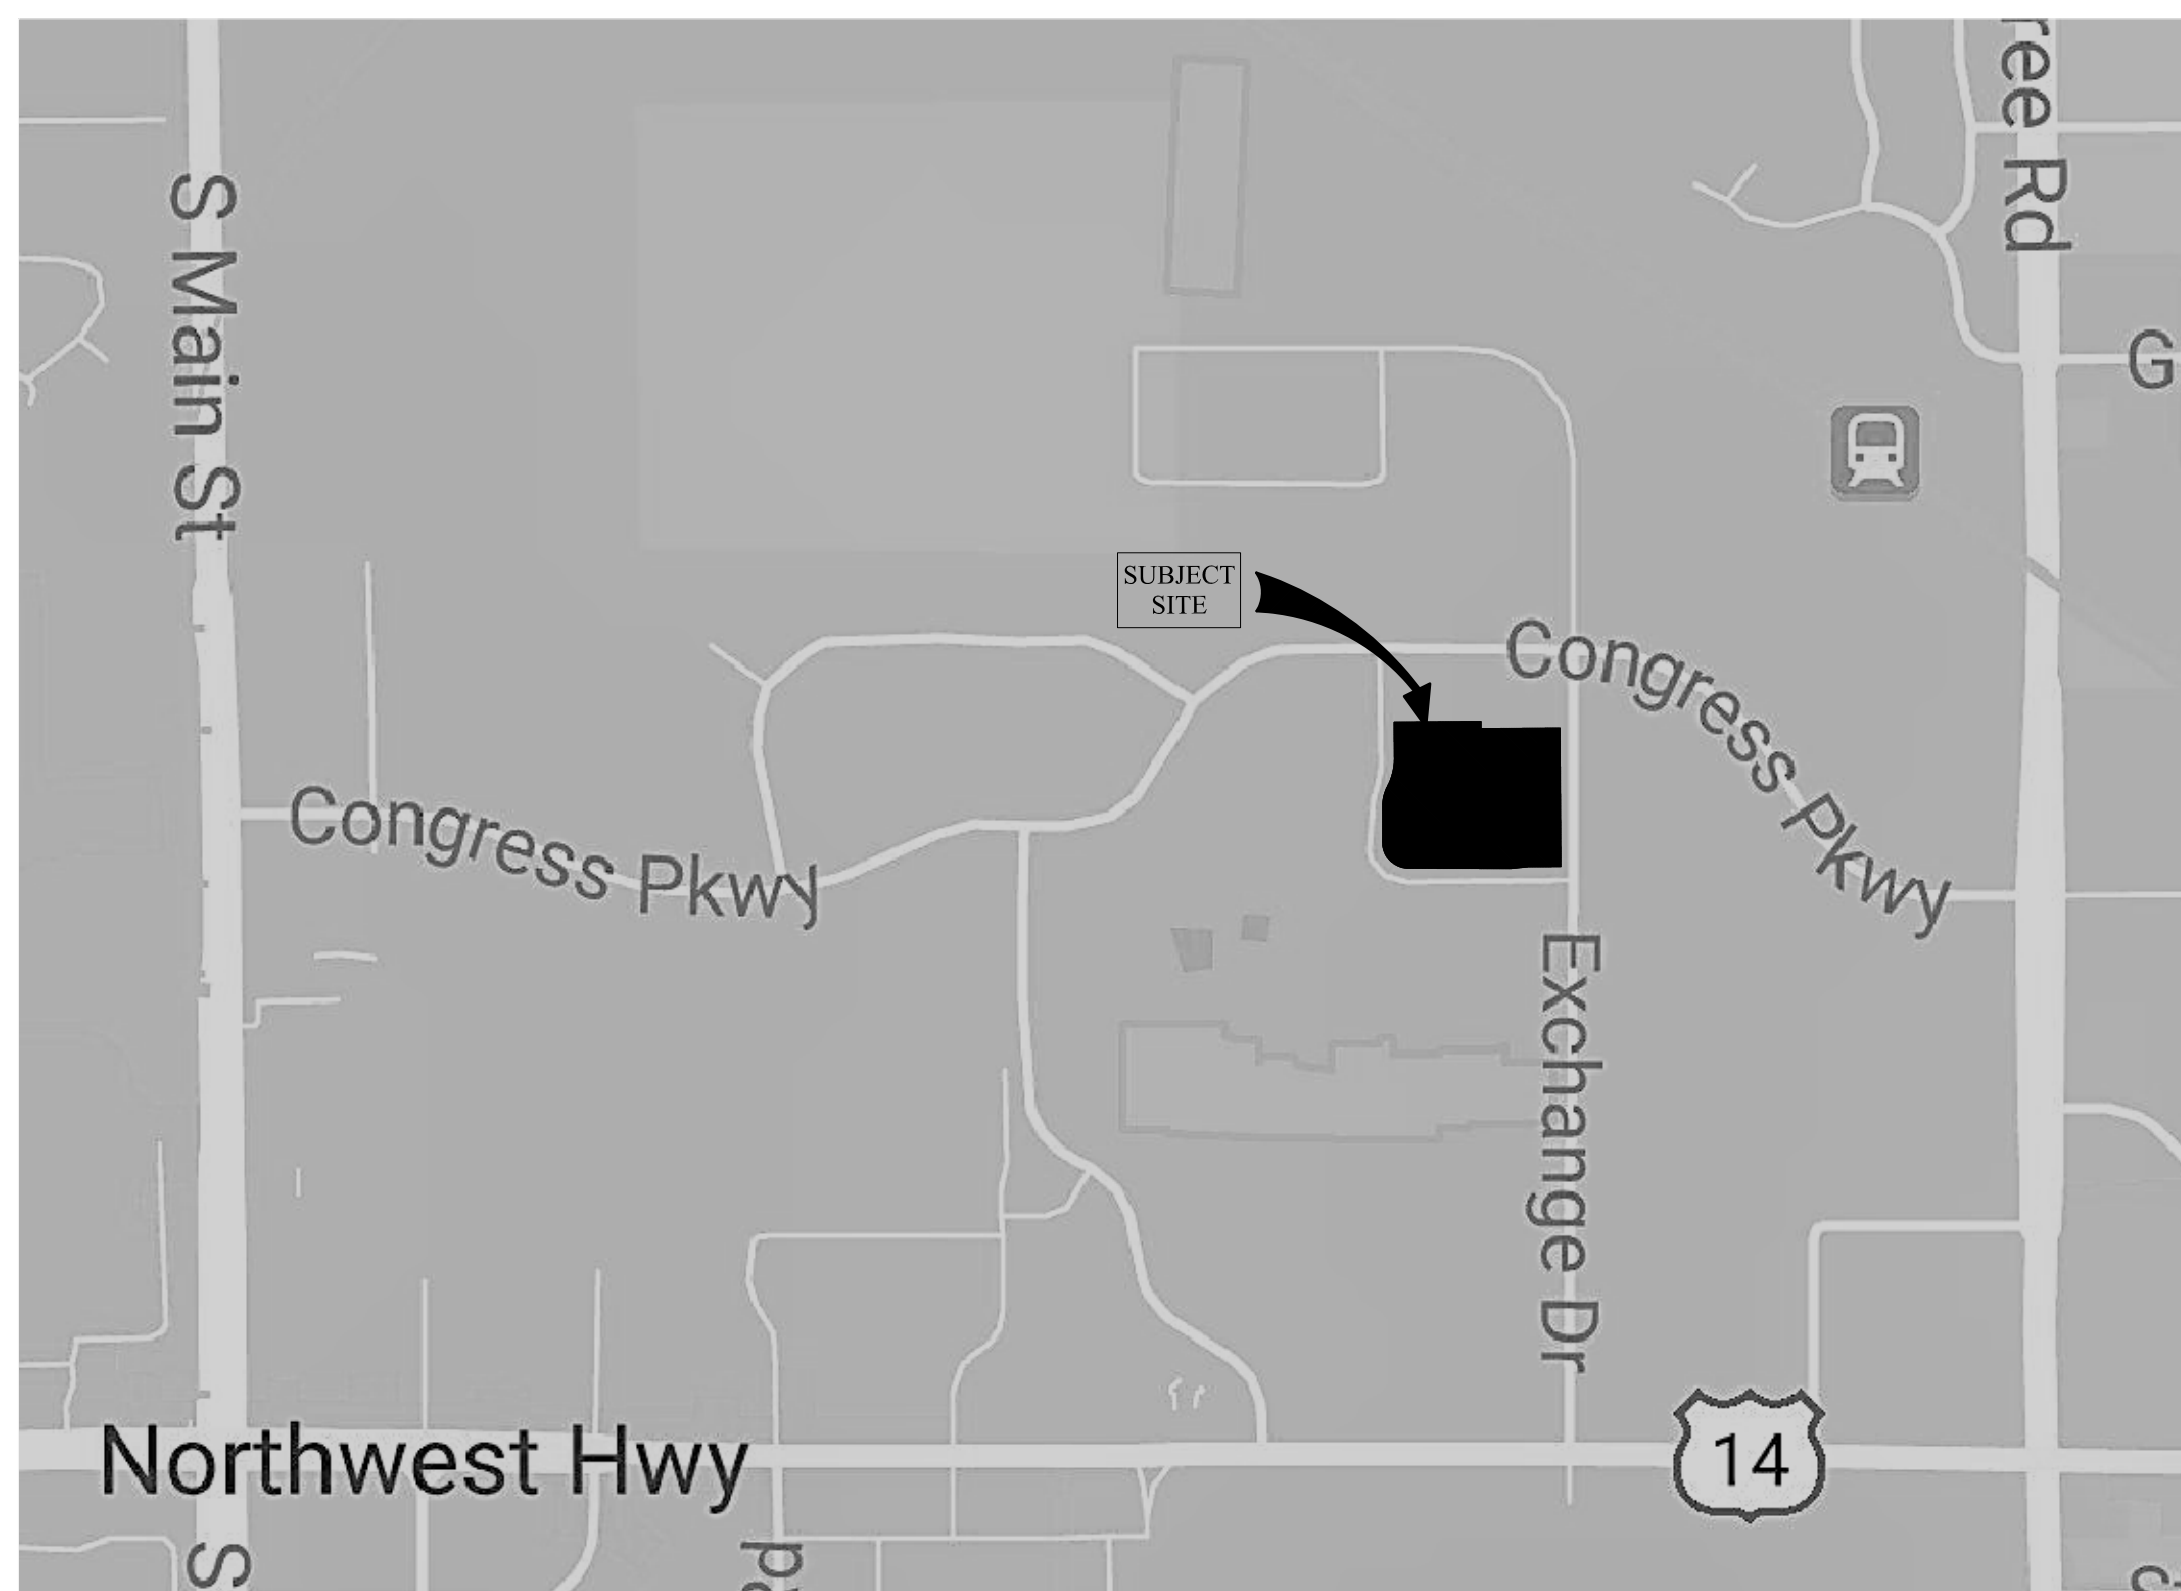 ree Rd
S Main St
G
SUBJECT
SITE
Congress Pkwy
Congress Pkwy
Exchange Dr
Northwest Hwy
14
S